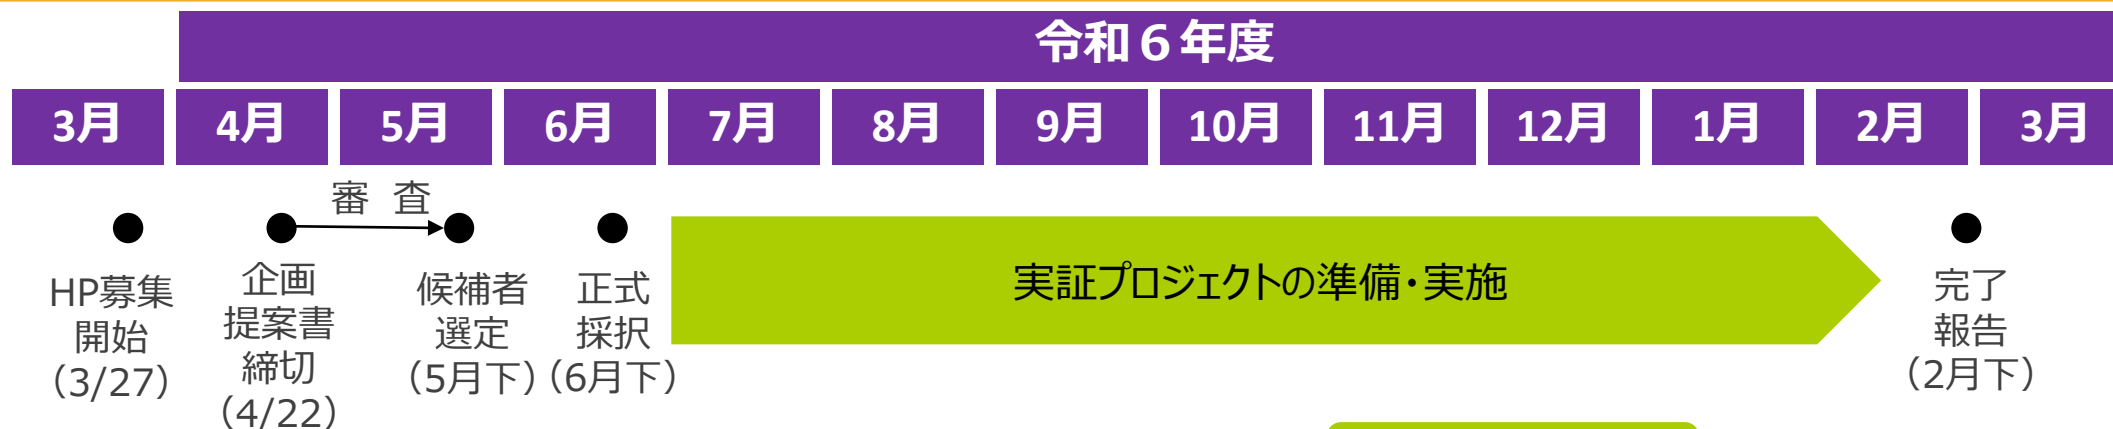 令和６年度
3月 4月 5月 6月 7月 8月 9月 10月 11月 12月 1月 2月 3月
審 査
HP募集
開始
（3/27）
企画
提案書
締切
（4/22）
候補者
選定
（5月下）
正式
採択
（6月下）
実証プロジェクトの準備・実施
完了
報告
（2月下）